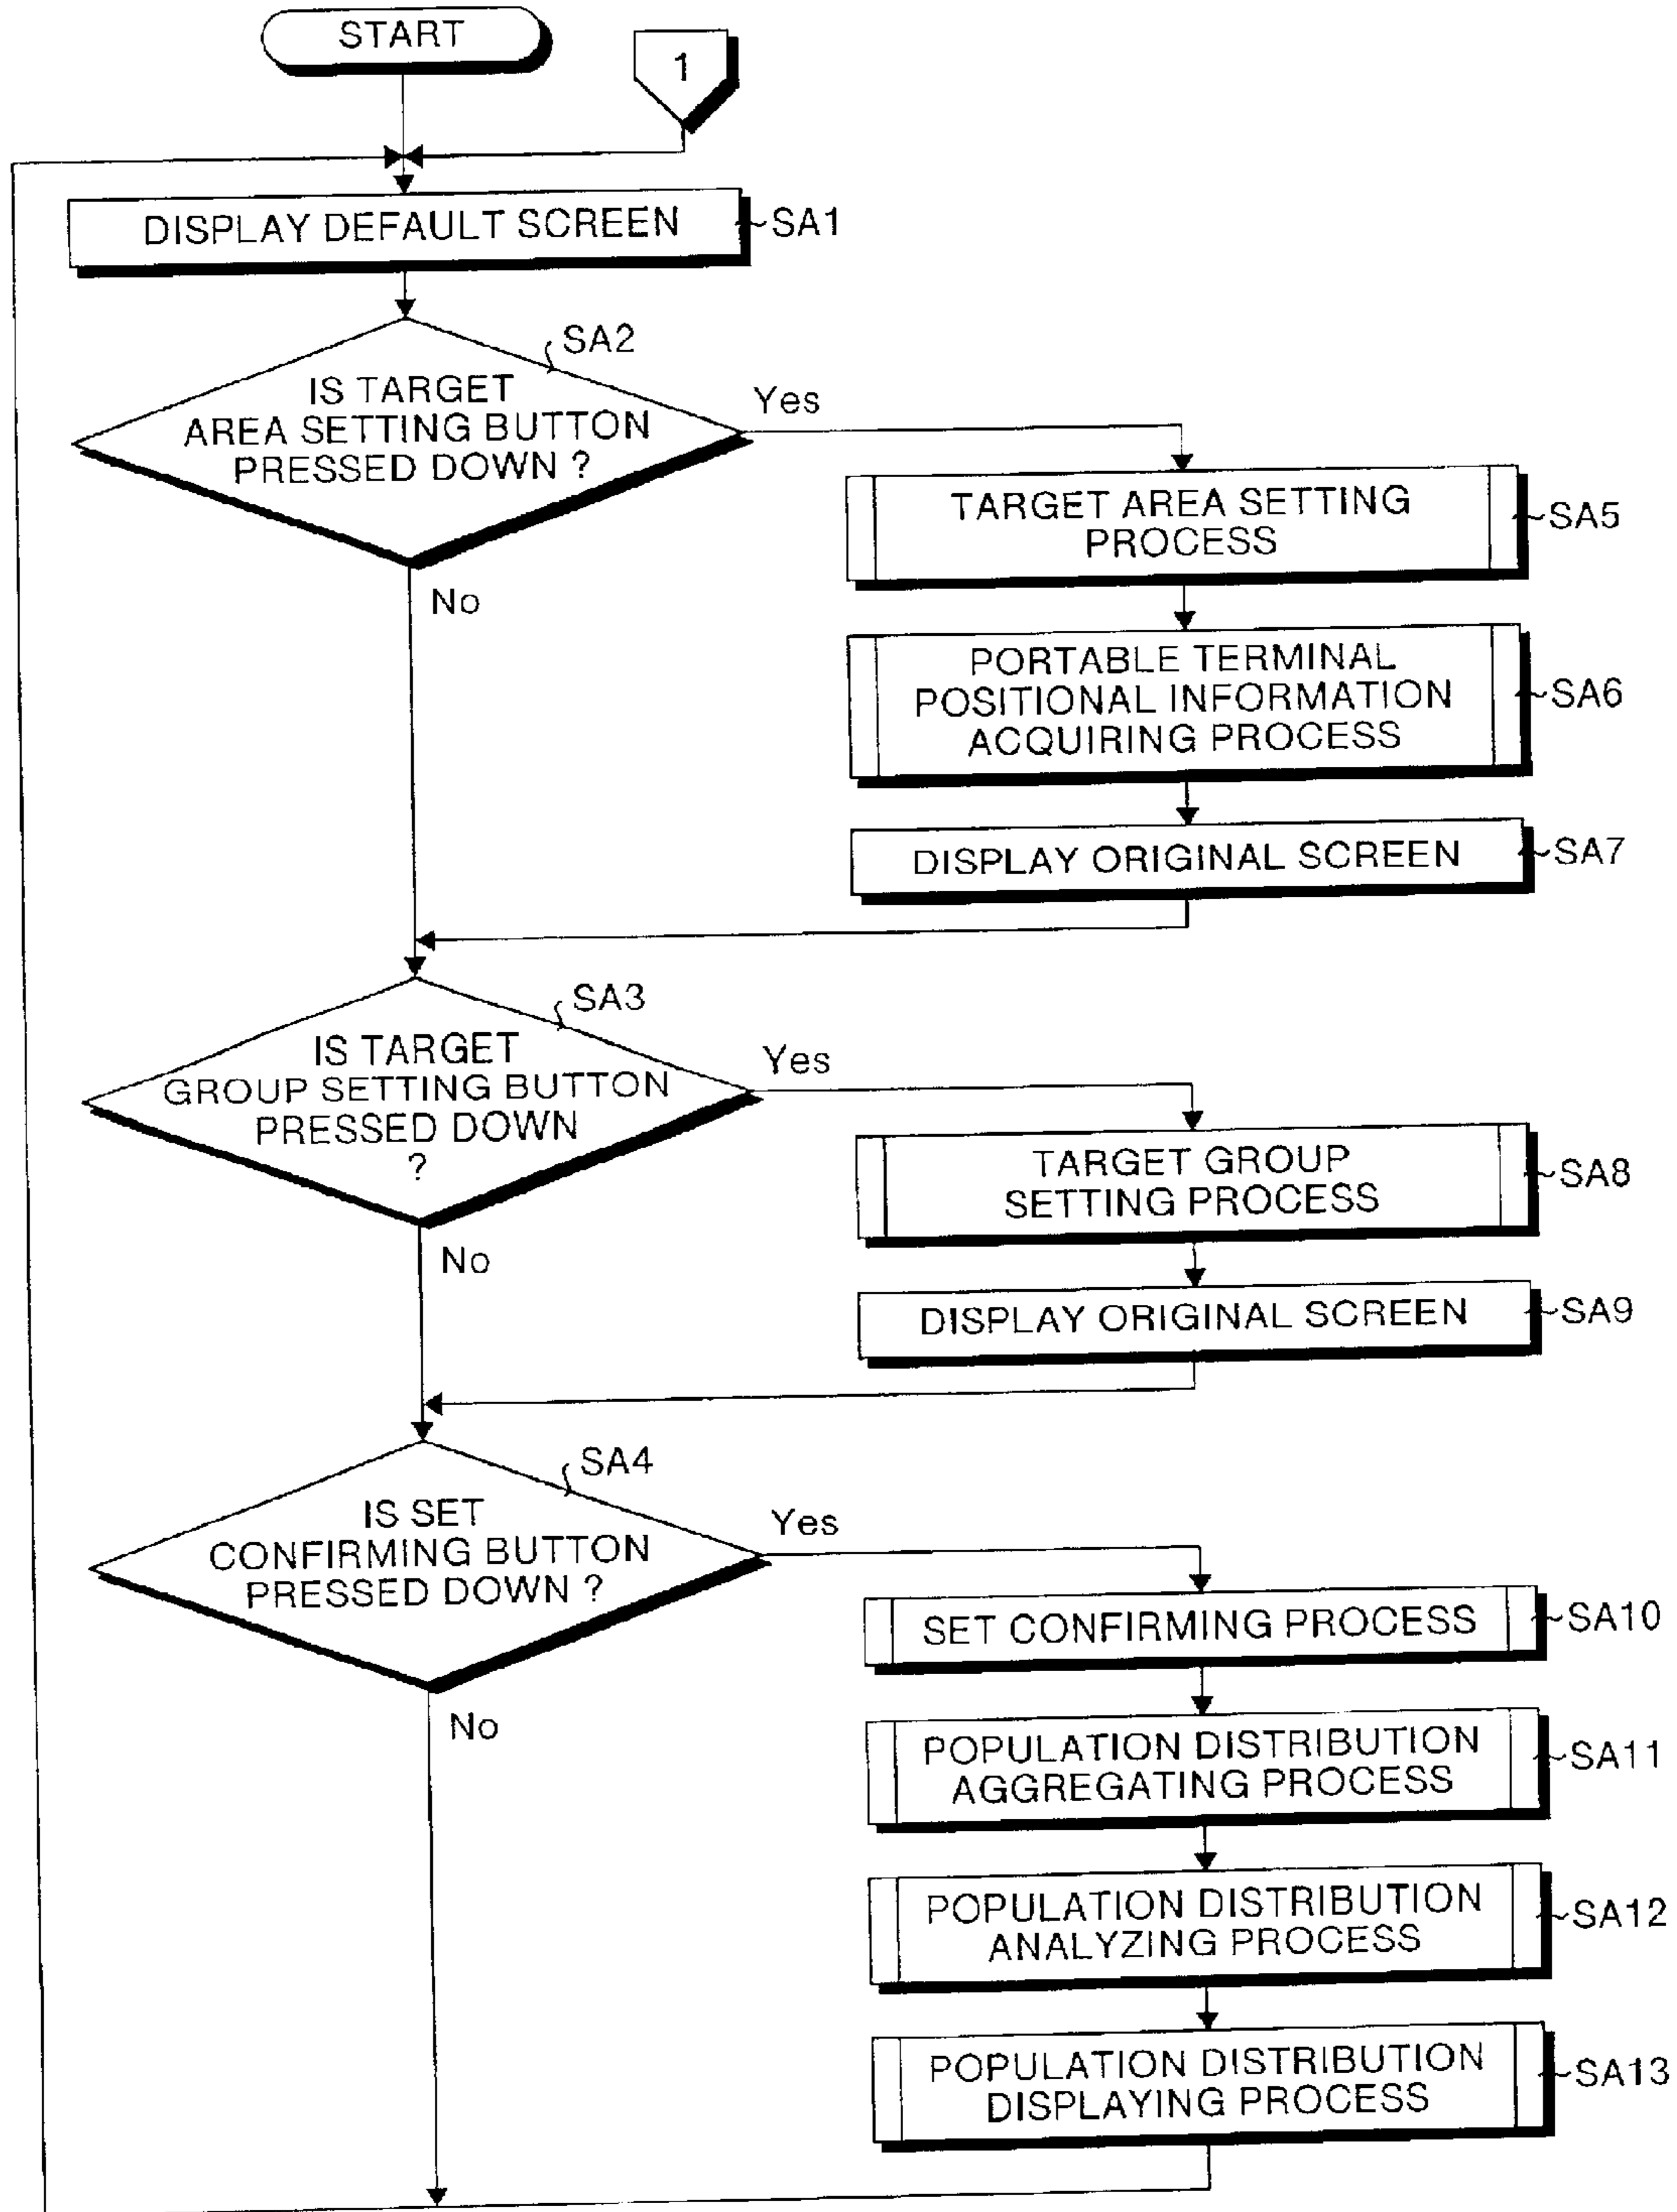 START
1
DISPLAY DEFAULT SCREEN
SA1
SA2
IS TARGET
AREA SETTING BUTTON
PRESSED DOWN ?
Yes
No
TARGET AREA SETTING
PROCESS
SA5
PORTABLE TERMINAL
POSITIONAL INFORMATION
ACQUIRING PROCESS
SA6
DISPLAY ORIGINAL SCREEN
SA7
SA3
IS TARGET
GROUP SETTING BUTTON
PRESSED DOWN
?
Yes
No
TARGET GROUP
SETTING PROCESS
SA8
DISPLAY ORIGINAL SCREEN
SA9
SA4
IS SET
CONFIRMING BUTTON
PRESSED DOWN ?
Yes
No
SET CONFIRMING PROCESS
SA10
POPULATION DISTRIBUTION
AGGREGATING PROCESS
SA11
POPULATION DISTRIBUTION
ANALYZING PROCESS
SA12
POPULATION DISTRIBUTION
DISPLAYING PROCESS
SA13